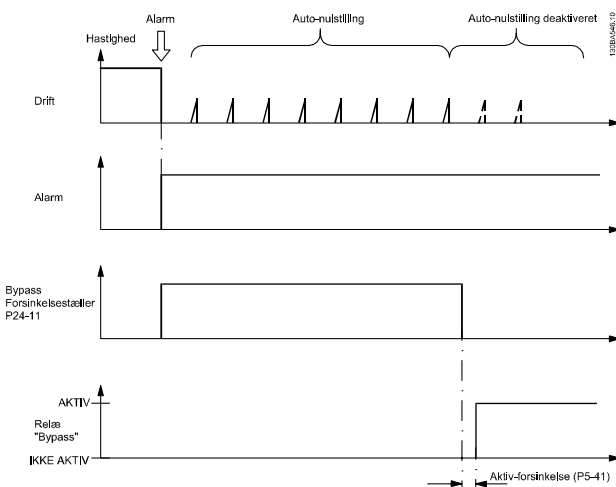 Alarm
Auto-nulstilling
Auto-nulstilling deaktiveret
130BA546.10
Hastighed
Drift
Alarm
Bypass
Forsinkelsestæller
P24-11
AKTIV
Relæ
"Bypass"
IKKE AKTIV
Aktiv-forsinkelse (P5-41)